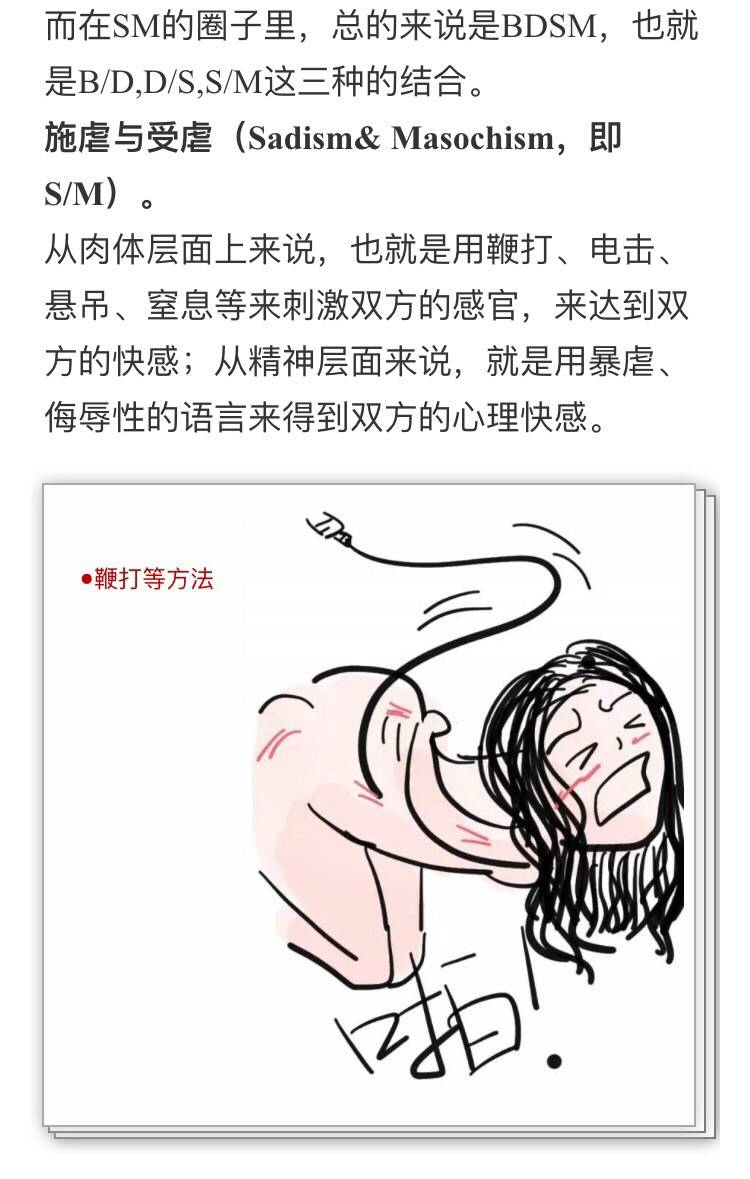 而在SM的圈子里，总的来说是BDSM，也就
是B/D,D/S,S/M这三种的结合。
施虐与受虐（Sadism& Masochism，即
S/M）。
从肉体层面上来说，也就是用鞭打、电击、
悬吊、窒息等来刺激双方的感官，来达到双
方的快感；从精神层面来说，就是用暴虐、
侮辱性的语言来得到双方的心理快感。
•鞭打等方法
啪！